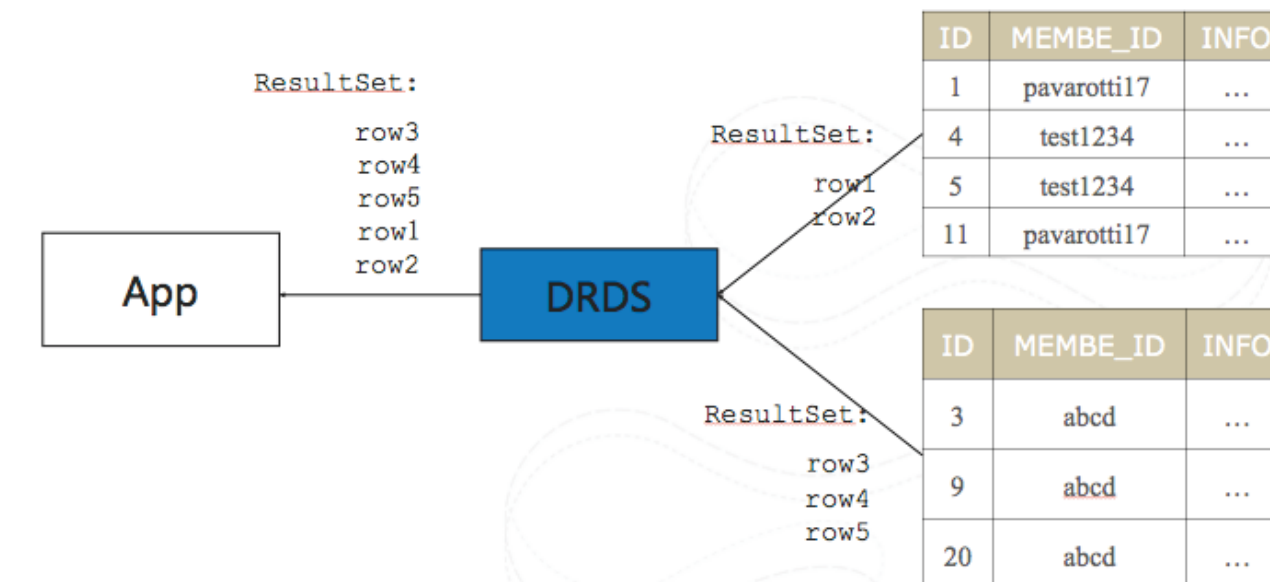 ResultSet:
row3
row4
row5
row1
row2
App
DRDS
ResultSet:
row1
row2
ID MEMBE_ID INFO
1 pavarotti17 ...
4 test1234 ...
5 test1234 ...
11 pavarotti17 ...
ResultSet:
row3
row4
row5
ID MEMBE_ID INFO
3 abcd ...
9 abcd ...
20 abcd ...